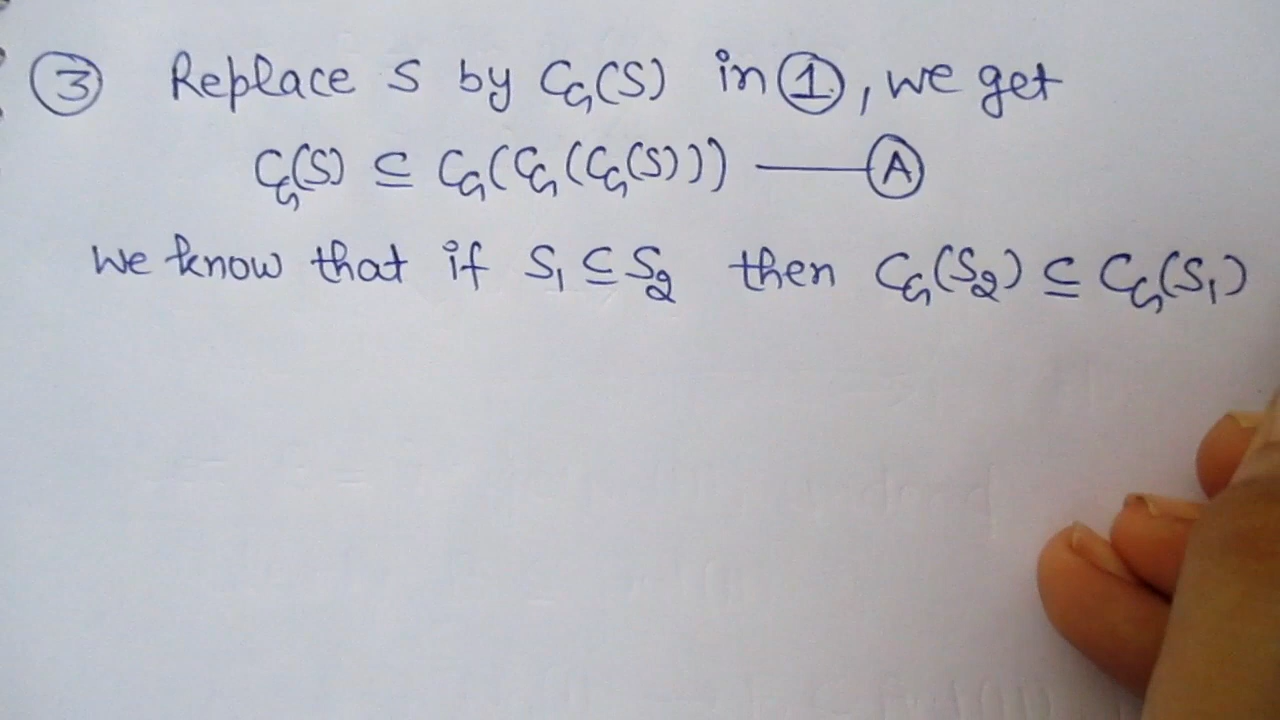 ③ Replace S by C_G(S) in ①, we get
C_G(S) ⊆ C_G(C_G(C_G(S))) —— Ⓐ
We know that if S₁ ⊆ S₂ then C_G(S₂) ⊆ C_G(S₁)